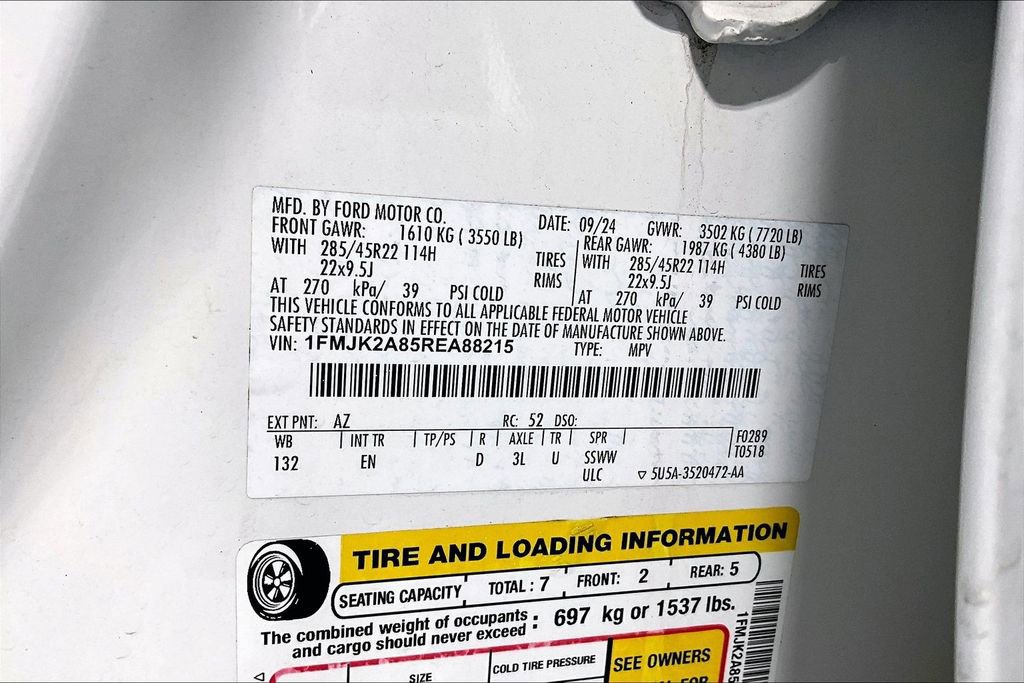 MFD. BY FORD MOTOR CO. DATE: 09/24 GVWR: 3502 KG ( 7720 LB)
FRONT GAWR: 1610 KG ( 3550 LB) REAR GAWR: 1987 KG ( 4380 LB)
WITH 285/45R22 114H TIRES WITH 285/45R22 114H TIRES
22x9.5J RIMS 22x9.5J RIMS
AT 270 kPa/ 39 PSI COLD AT 270 kPa/ 39 PSI COLD
THIS VEHICLE CONFORMS TO ALL APPLICABLE FEDERAL MOTOR VEHICLE
SAFETY STANDARDS IN EFFECT ON THE DATE OF MANUFACTURE SHOWN ABOVE.
VIN: 1FMJK2A85REA88215 TYPE: MPV
EXT PNT: AZ RC: 52 DSO:
WB INT TR TP/PS R AXLE TR SPR F0289
132 EN D 3L U SSWW T0518
ULC 5U5A-3520472-AA
TIRE AND LOADING INFORMATION
SEATING CAPACITY TOTAL : 7 FRONT: 2 REAR: 5
The combined weight of occupants and cargo should never exceed : 697 kg or 1537 lbs.
SIZE COLD TIRE PRESSURE SEE OWNERS
1FMJK2A85